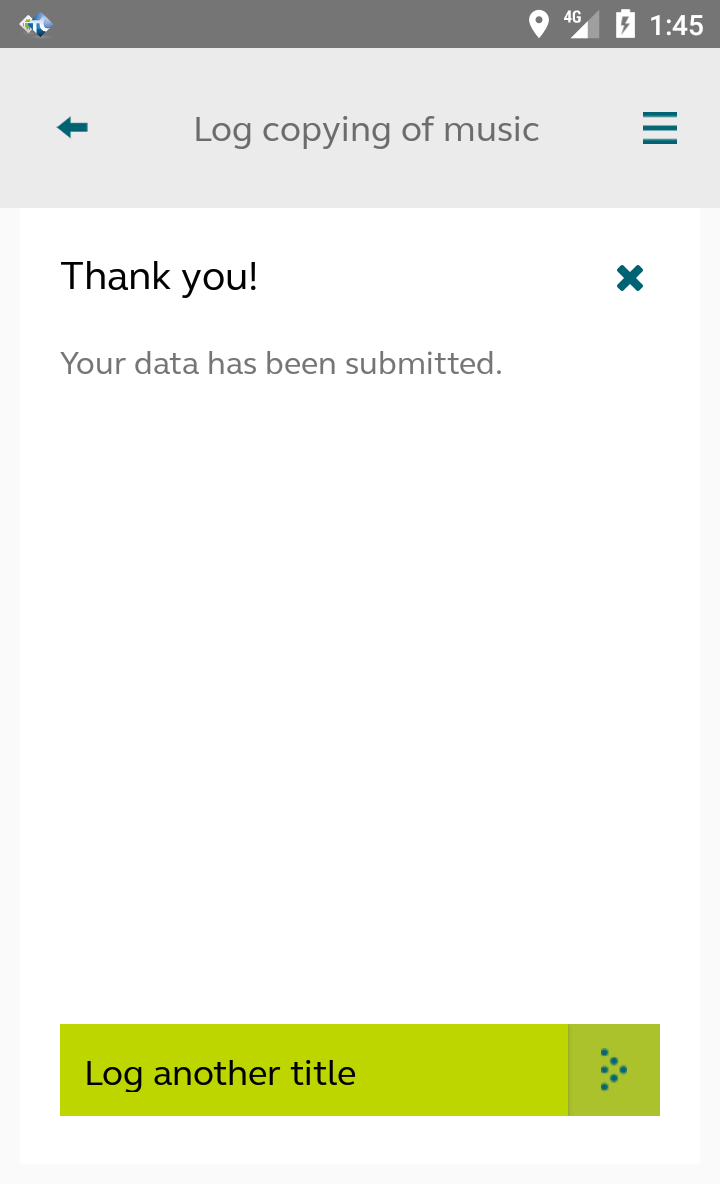 4G 1:45
Log copying of music
Thank you!
Your data has been submitted.
Log another title